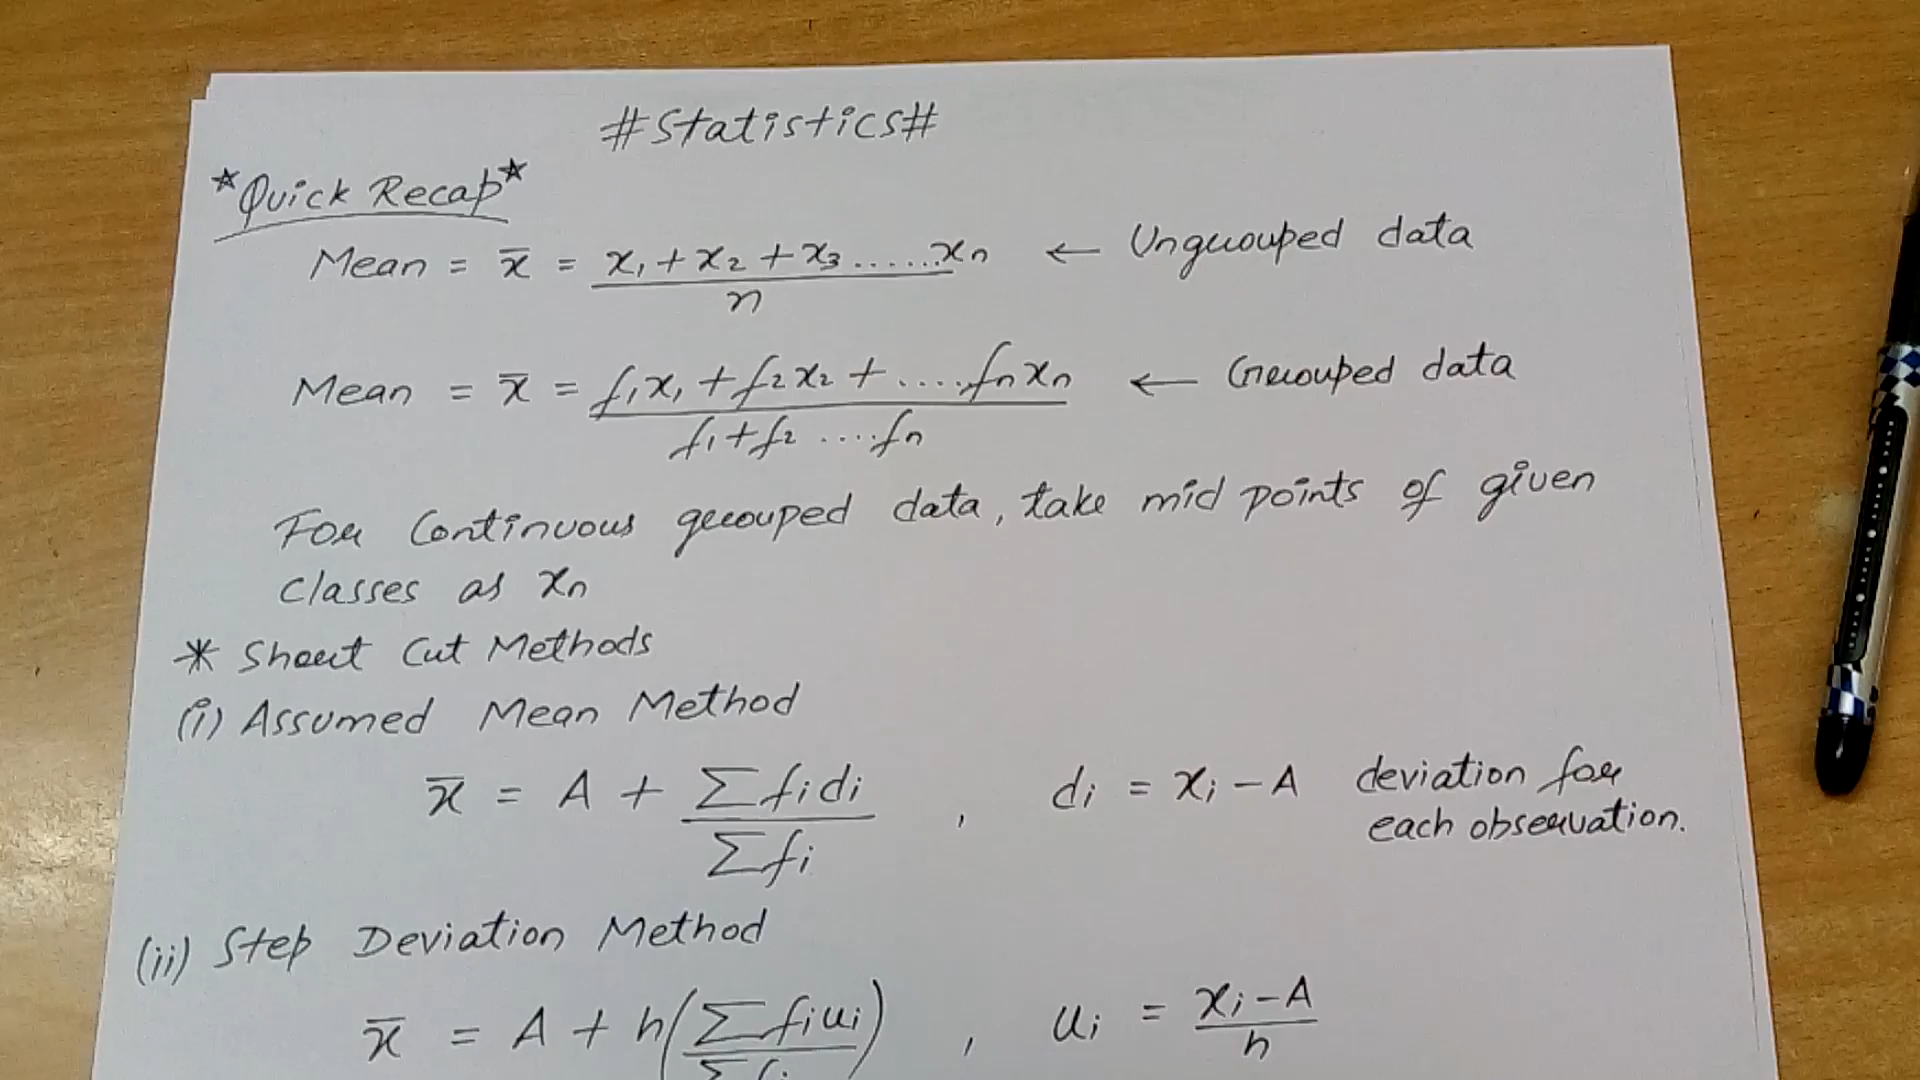 #Statistics#
*Quick Recap*
Mean = x̄ = x₁+x₂+x₃......xₙ / n ← Ungrouped data
Mean = x̄ = f₁x₁+f₂x₂+....fₙxₙ / f₁+f₂....fₙ ← Grouped data
For Continuous grouped data, take mid points of given
classes as xₙ
* Short Cut Methods
(i) Assumed Mean Method
x̄ = A + Σfidi / Σfi , di = xi - A deviation for
each observation.
(ii) Step Deviation Method
x̄ = A + h(Σfiui / Σfi) , ui = xi - A / h